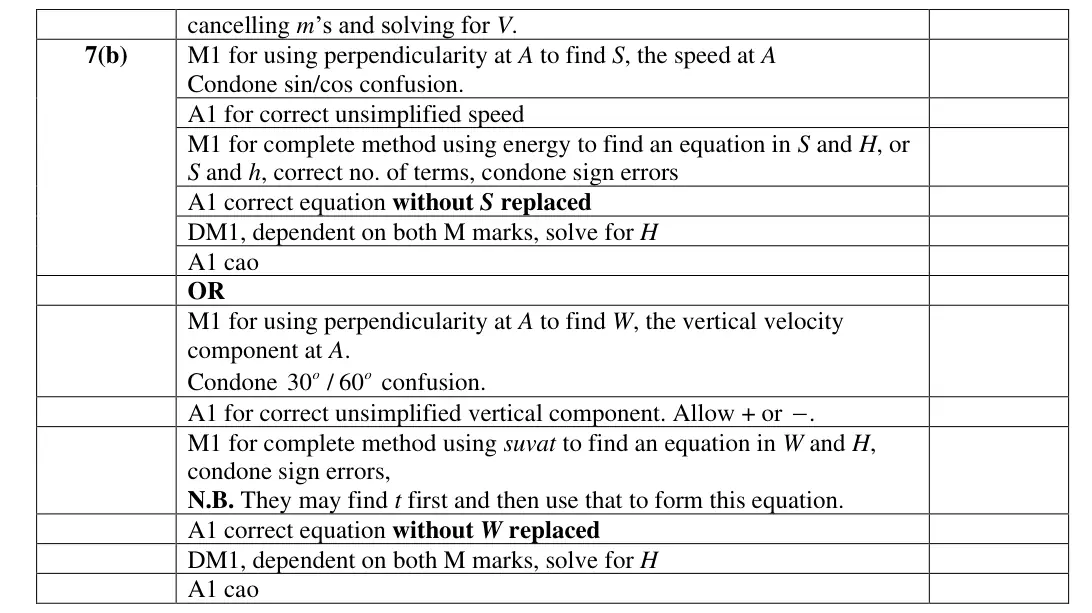 cancelling m's and solving for V.
7(b)
M1 for using perpendicularity at A to find S, the speed at A
Condone sin/cos confusion.
A1 for correct unsimplified speed
M1 for complete method using energy to find an equation in S and H, or
S and h, correct no. of terms, condone sign errors
A1 correct equation without S replaced
DM1, dependent on both M marks, solve for H
A1 cao
OR
M1 for using perpendicularity at A to find W, the vertical velocity
component at A.
Condone 30° / 60° confusion.
A1 for correct unsimplified vertical component. Allow + or −.
M1 for complete method using suvat to find an equation in W and H,
condone sign errors,
N.B. They may find t first and then use that to form this equation.
A1 correct equation without W replaced
DM1, dependent on both M marks, solve for H
A1 cao